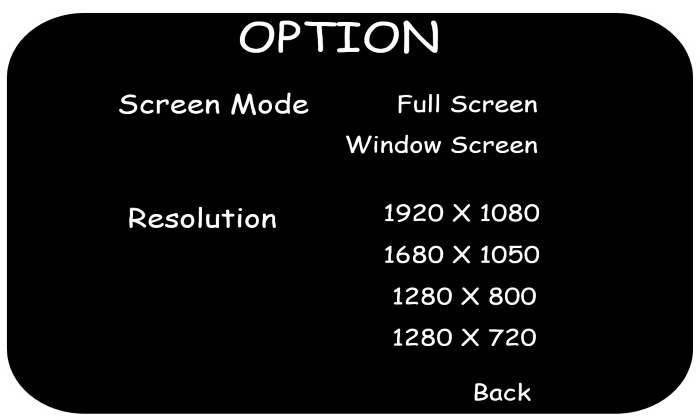 OPTION
Screen Mode
Full Screen
Window Screen
Resolution
1920 X 1080
1680 X 1050
1280 X 800
1280 X 720
Back